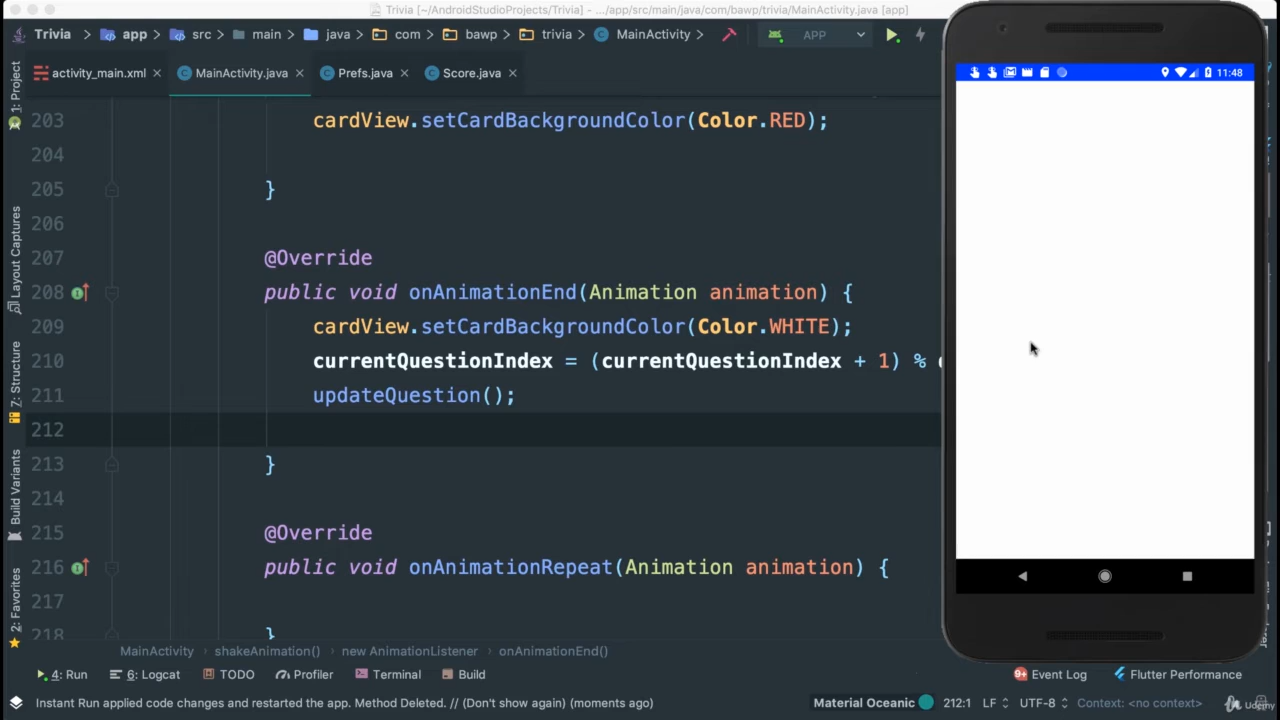 Trivia [~/AndroidStudioProjects/Trivia] - .../app/src/main/java/com/bawp/trivia/MainActivity.java [app]
Trivia app src main java com bawp trivia MainActivity APP
activity_main.xml MainActivity.java Prefs.java Score.java
11:48
1: Project
Layout Captures
7: Structure
Build Variants
2: Favorites
203 cardView.setCardBackgroundColor(Color.RED);
204
205 }
206
207 @Override
208 public void onAnimationEnd(Animation animation) {
209 cardView.setCardBackgroundColor(Color.WHITE);
210 currentQuestionIndex = (currentQuestionIndex + 1) %
211 updateQuestion();
212
213 }
214
215 @Override
216 public void onAnimationRepeat(Animation animation) {
217
218 }
MainActivity shakeAnimation() new AnimationListener onAnimationEnd()
4: Run 6: Logcat TODO Profiler Terminal Build 9+ Event Log Flutter Performance
Instant Run applied code changes and restarted the app. Method Deleted. // (Don't show again) (moments ago) Material Oceanic 212:1 LF UTF-8 Context: <no context>
Udemy